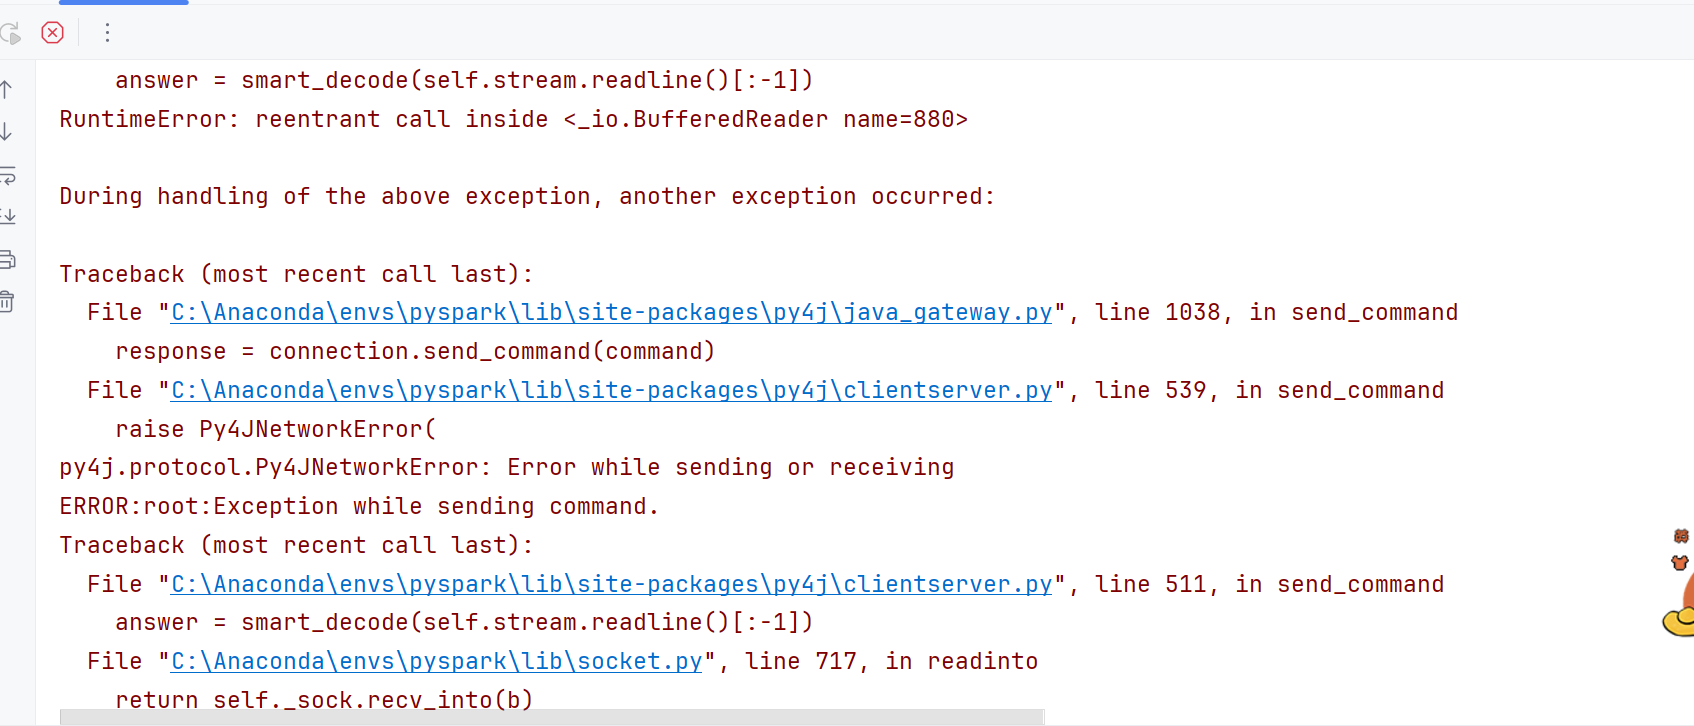 answer = smart_decode(self.stream.readline()[:-1])
RuntimeError: reentrant call inside <_io.BufferedReader name=880>
During handling of the above exception, another exception occurred:
Traceback (most recent call last):
File "C:\Anaconda\envs\pyspark\lib\site-packages\py4j\java_gateway.py", line 1038, in send_command
response = connection.send_command(command)
File "C:\Anaconda\envs\pyspark\lib\site-packages\py4j\clientserver.py", line 539, in send_command
raise Py4JNetworkError(
py4j.protocol.Py4JNetworkError: Error while sending or receiving
ERROR:root:Exception while sending command.
Traceback (most recent call last):
File "C:\Anaconda\envs\pyspark\lib\site-packages\py4j\clientserver.py", line 511, in send_command
answer = smart_decode(self.stream.readline()[:-1])
File "C:\Anaconda\envs\pyspark\lib\socket.py", line 717, in readinto
return self._sock.recv_into(b)